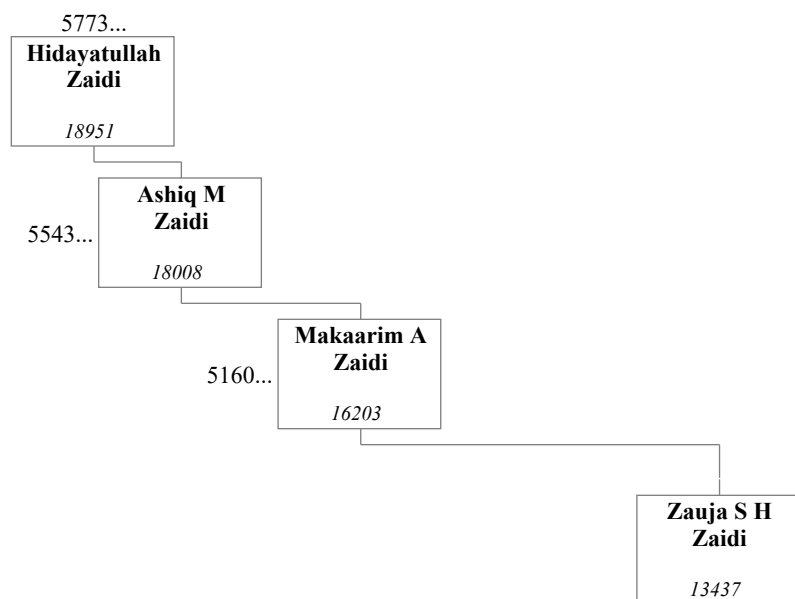 5773...
Hidayatullah
Zaidi
18951
Ashiq M
Zaidi
5543...
18008
Makaarim A
Zaidi
5160...
16203
Zauja S H
Zaidi
13437